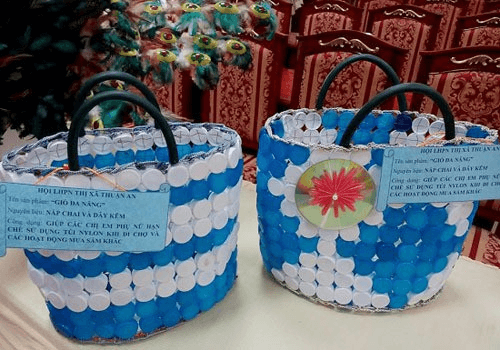 HỘI LHPN THỊ XÃ THUẬN AN
Tên sản phẩm: "GIỎ ĐA NĂNG"
Nguyên liệu: NẮP CHAI VÀ DÂY KẼM
Công dụng: GIÚP CÁC CHỊ EM PHỤ NỮ HẠN
CHẾ SỬ DỤNG TÚI NYLON KHI ĐI CHỢ VÀ
CÁC HOẠT ĐỘNG MUA SẮM KHÁC
HỘI LHPN THỊ XÃ THUẬN AN
Tên sản phẩm: "GIỎ ĐA NĂNG"
Nguyên liệu: NẮP CHAI VÀ DÂY KẼM
Công dụng: GIÚP CÁC CHỊ EM PHỤ NỮ HẠN
CHẾ SỬ DỤNG TÚI NYLON KHI ĐI CHỢ VÀ
CÁC HOẠT ĐỘNG MUA SẮM KHÁC